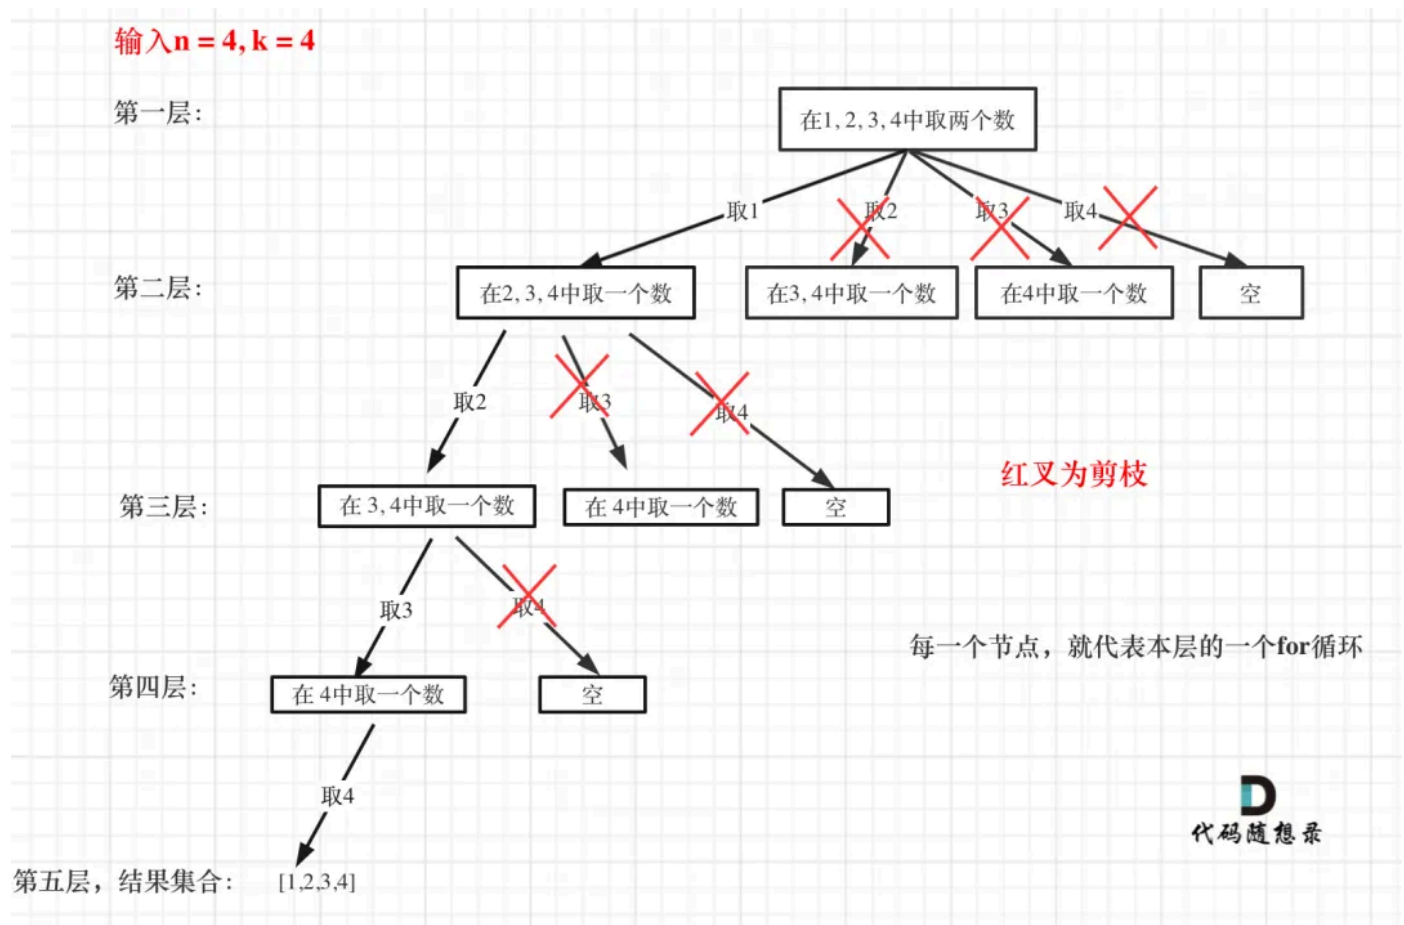 输入n = 4, k = 4
第一层：
在1, 2, 3, 4中取两个数
取1
取2
取3
取4
第二层：
在2, 3, 4中取一个数
在3, 4中取一个数
在4中取一个数
空
取2
取3
取4
红叉为剪枝
第三层：
在 3, 4中取一个数
在 4中取一个数
空
取3
取4
每一个节点，就代表本层的一个for循环
第四层：
在 4中取一个数
空
取4
代码随想录
第五层，结果集合：
[1,2,3,4]